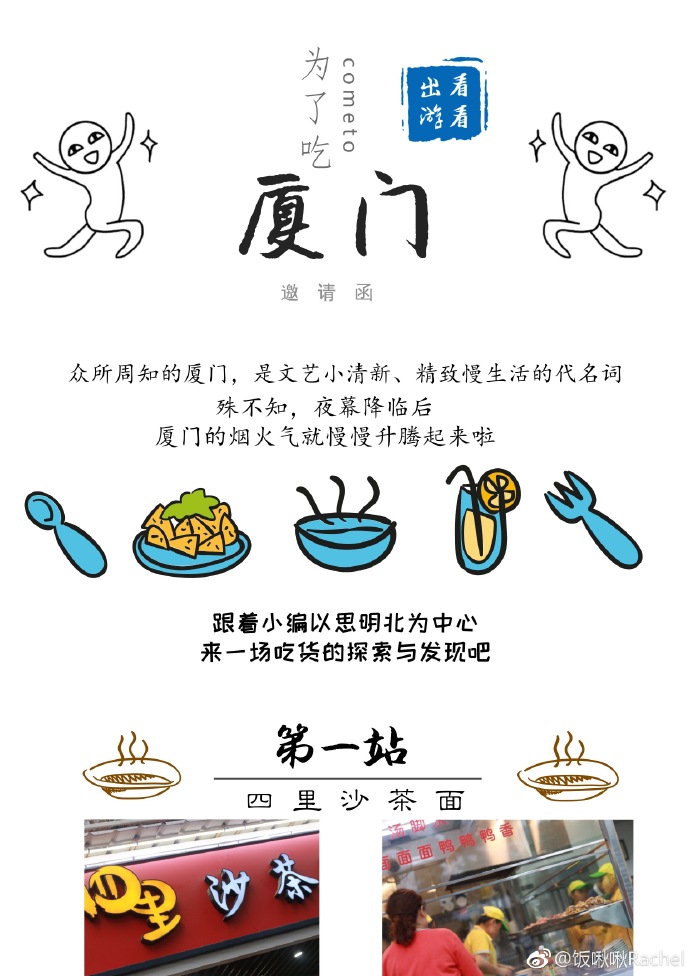 为了吃
cometo
看看
出游
厦门
邀请函
众所周知的厦门，是文艺小清新、精致慢生活的代名词
殊不知，夜幕降临后
厦门的烟火气就慢慢升腾起来啦
跟着小编以思明北为中心
来一场吃货的探索与发现吧
第一站
四里沙茶面
四里 沙茶
面面面鸭鸭鸭香
@饭啾啾Rachel